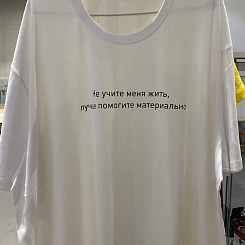 Не учите меня жить,
лучше помогите материально